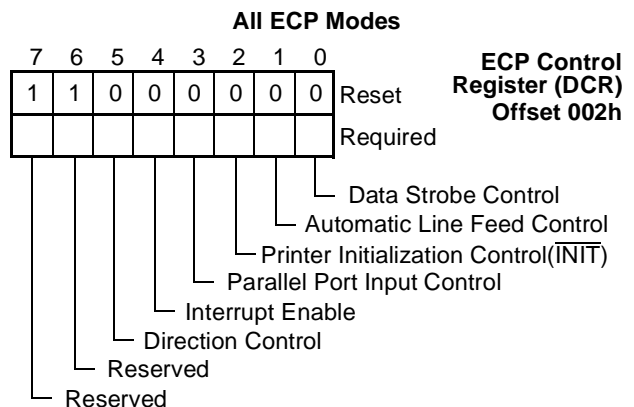 All ECP Modes
7 6 5 4 3 2 1 0
ECP Control
Register (DCR)
Offset 002h
1 1 0 0 0 0 0 0 Reset
Required
Data Strobe Control
Automatic Line Feed Control
Printer Initialization Control(I̅N̅I̅T̅)
Parallel Port Input Control
Interrupt Enable
Direction Control
Reserved
Reserved